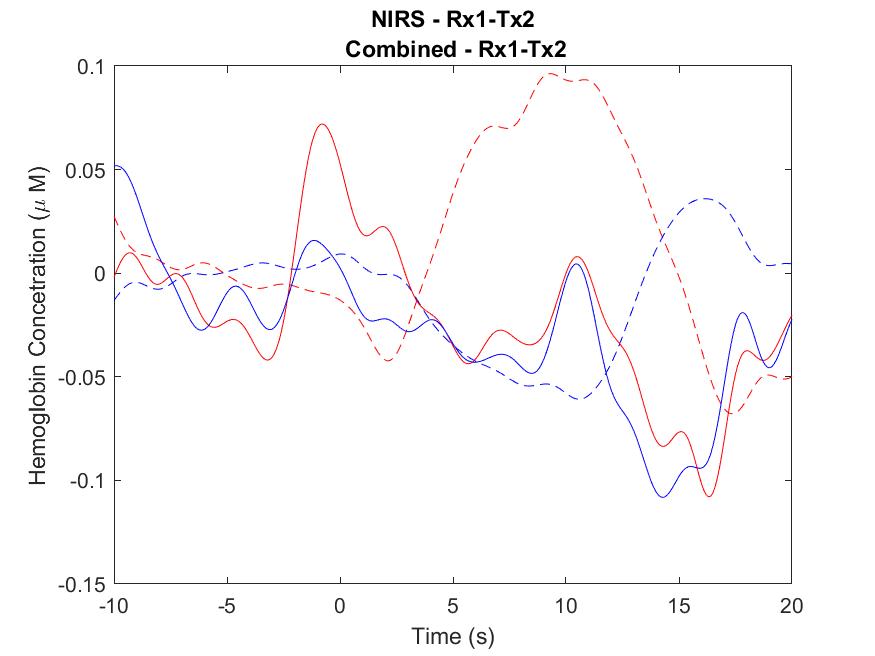 NIRS - Rx1-Tx2
Combined - Rx1-Tx2
0.1
0.05
0
-0.05
-0.1
-0.15
Hemoglobin Concetration (μ M)
-10 -5 0 5 10 15 20
Time (s)